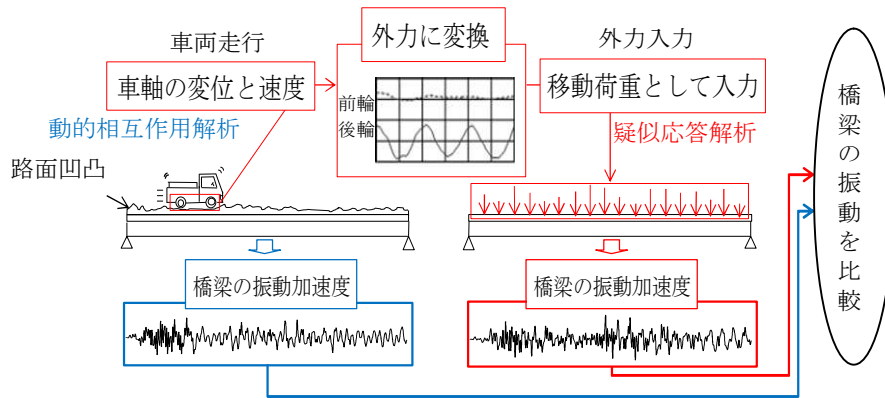 車両走行
車軸の変位と速度
動的相互作用解析
路面凹凸
外力に変換
前輪
後輪
外力入力
移動荷重として入力
疑似応答解析
橋梁の振動加速度
橋梁の振動加速度
橋梁の振動を比較